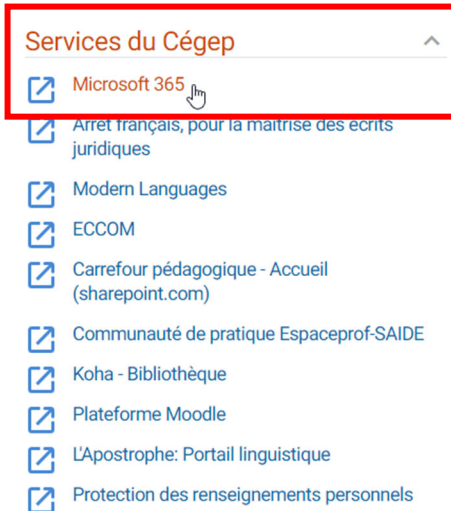 Services du Cégep
Microsoft 365
Arrêt français, pour la maîtrise des écrits
juridiques
Modern Languages
ECCOM
Carrefour pédagogique - Accueil
(sharepoint.com)
Communauté de pratique Espaceprof-SAIDE
Koha - Bibliothèque
Plateforme Moodle
L'Apostrophe: Portail linguistique
Protection des renseignements personnels